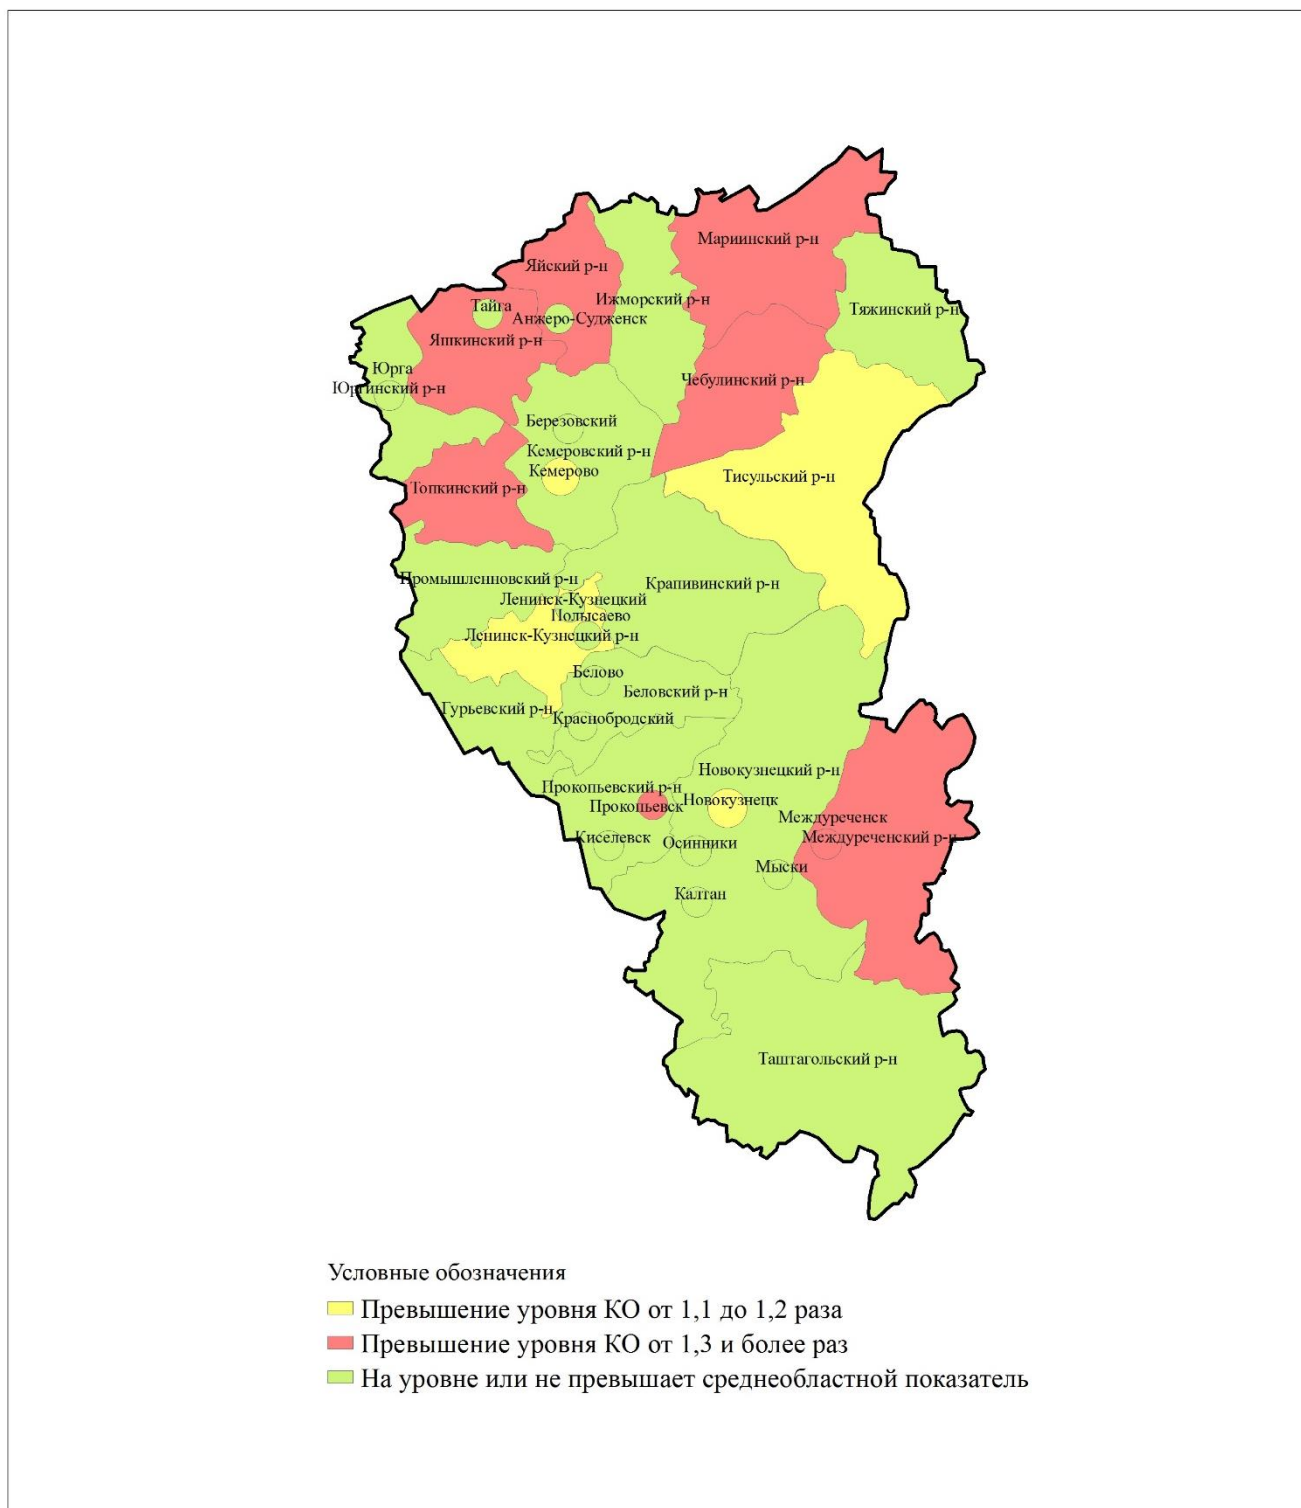 Мариинский р-н
Яйский р-н
Ижморский р-н
Тяжинский р-н
Тайга
Анжеро-Судженск
Яшкинский р-н
Юрга
Юргинский р-н
Чебулинский р-н
Березовский
Кемеровский р-н
Кемерово
Тисульский р-н
Топкинский р-н
Промышленновский р-н
Крапивинский р-н
Ленинск-Кузнецкий
Полысаево
Ленинск-Кузнецкий р-н
Белово
Беловский р-н
Гурьевский р-н
Краснобродский
Новокузнецкий р-н
Прокопьевский р-н
Прокопьевск
Новокузнецк
Междуреченск
Междуреченский р-н
Киселевск
Осинники
Мыски
Калтан
Таштагольский р-н
Условные обозначения
Превышение уровня КО от 1,1 до 1,2 раза
Превышение уровня КО от 1,3 и более раз
На уровне или не превышает среднеобластной показатель